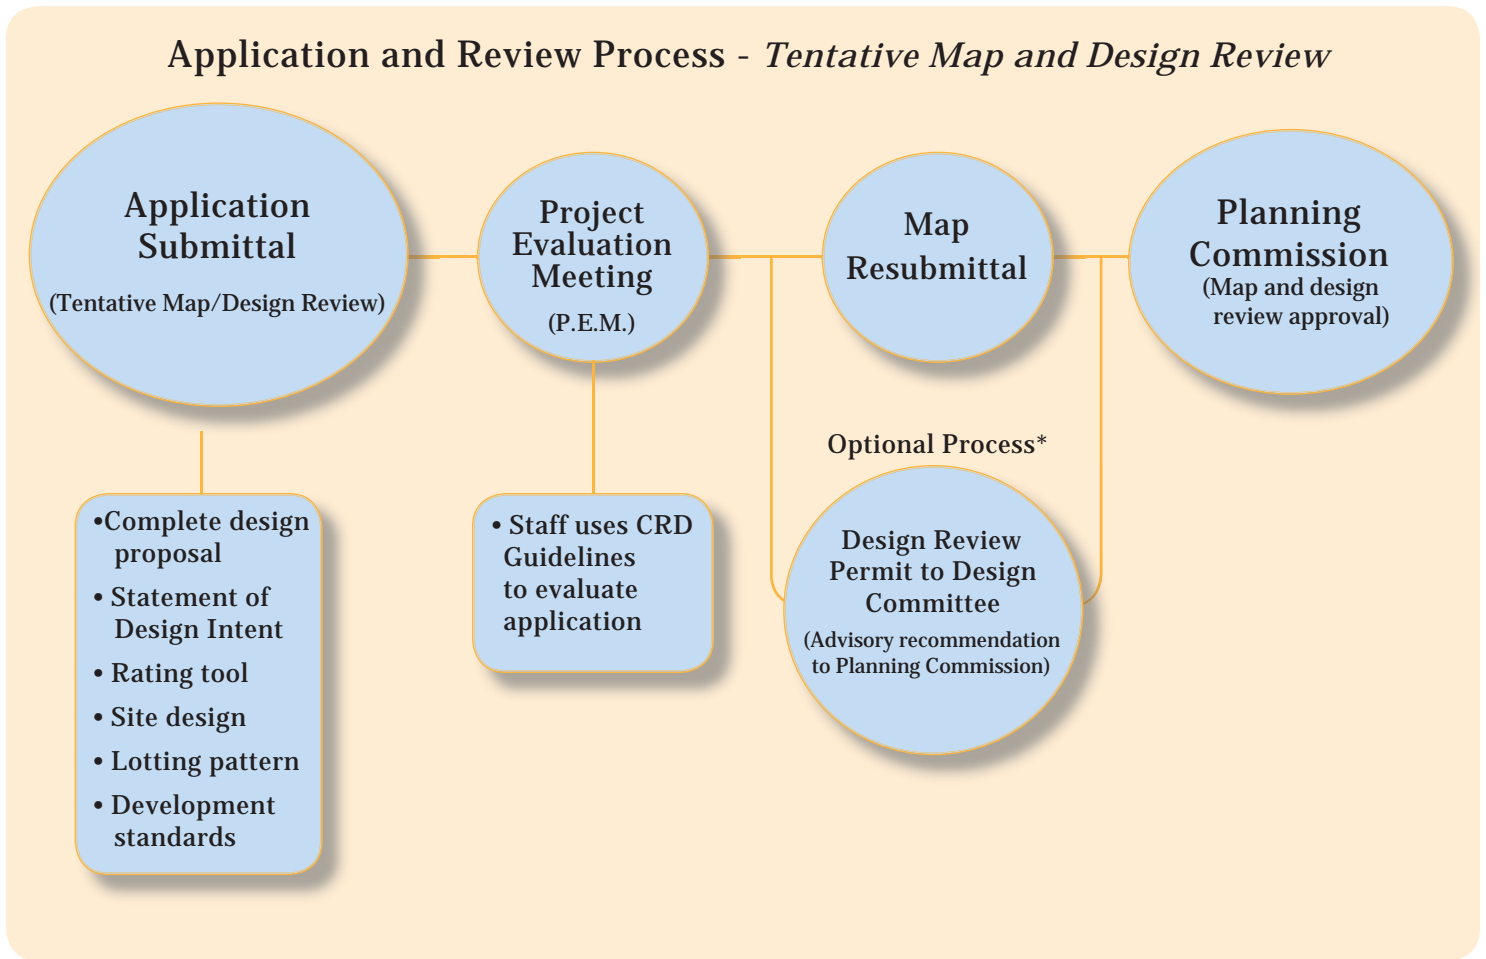 Application and Review Process - Tentative Map and Design Review
Application
Submittal
(Tentative Map/Design Review)
Project
Evaluation
Meeting
(P.E.M.)
Map
Resubmittal
Planning
Commission
(Map and design
review approval)
•Complete design
proposal
• Statement of
Design Intent
• Rating tool
• Site design
• Lotting pattern
• Development
standards
• Staff uses CRD
Guidelines
to evaluate
application
Optional Process*
Design Review
Permit to Design
Committee
(Advisory recommendation
to Planning Commission)